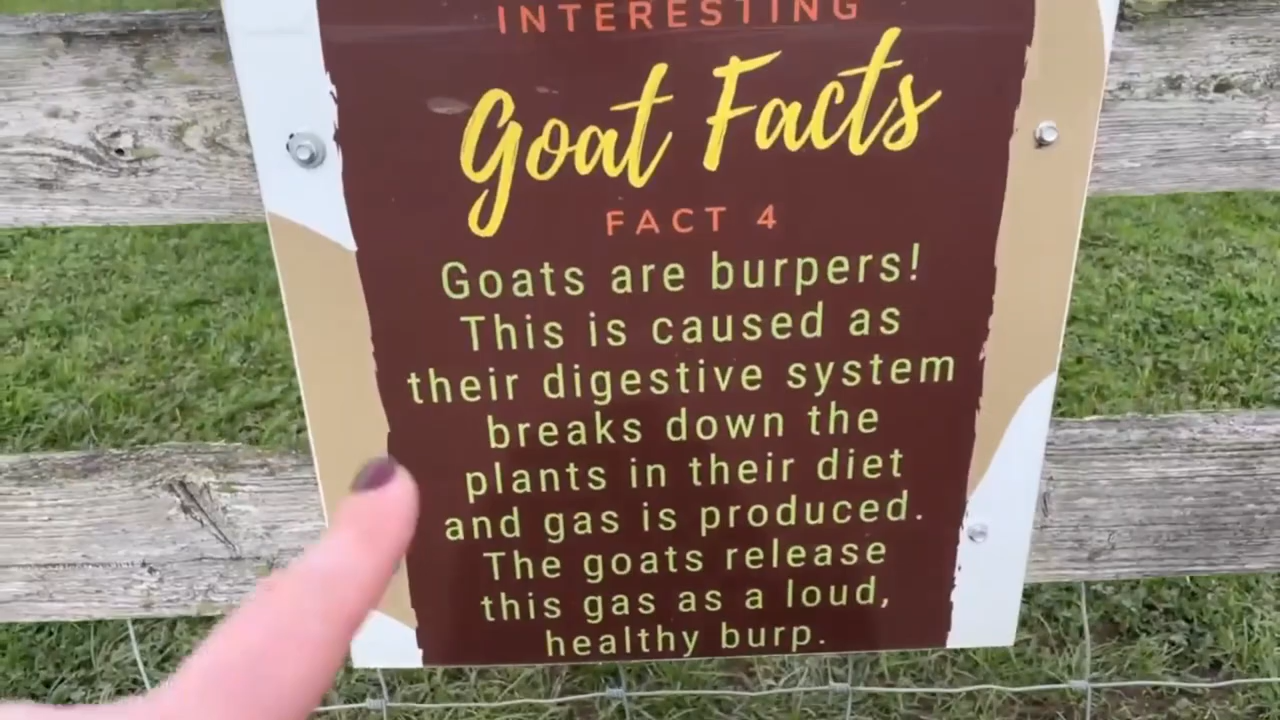 INTERESTING
Goat Facts
FACT 4
Goats are burpers!
This is caused as
their digestive system
breaks down the
plants in their diet
and gas is produced.
The goats release
this gas as a loud,
healthy burp.